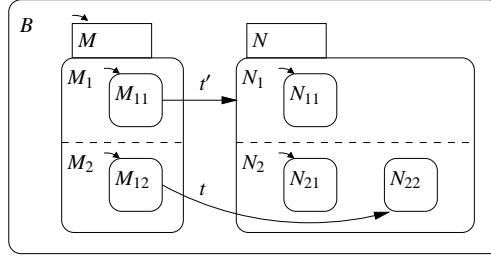 B M N
M₁ M₁₁ t′ N₁ N₁₁
M₂ M₁₂ t N₂ N₂₁ N₂₂